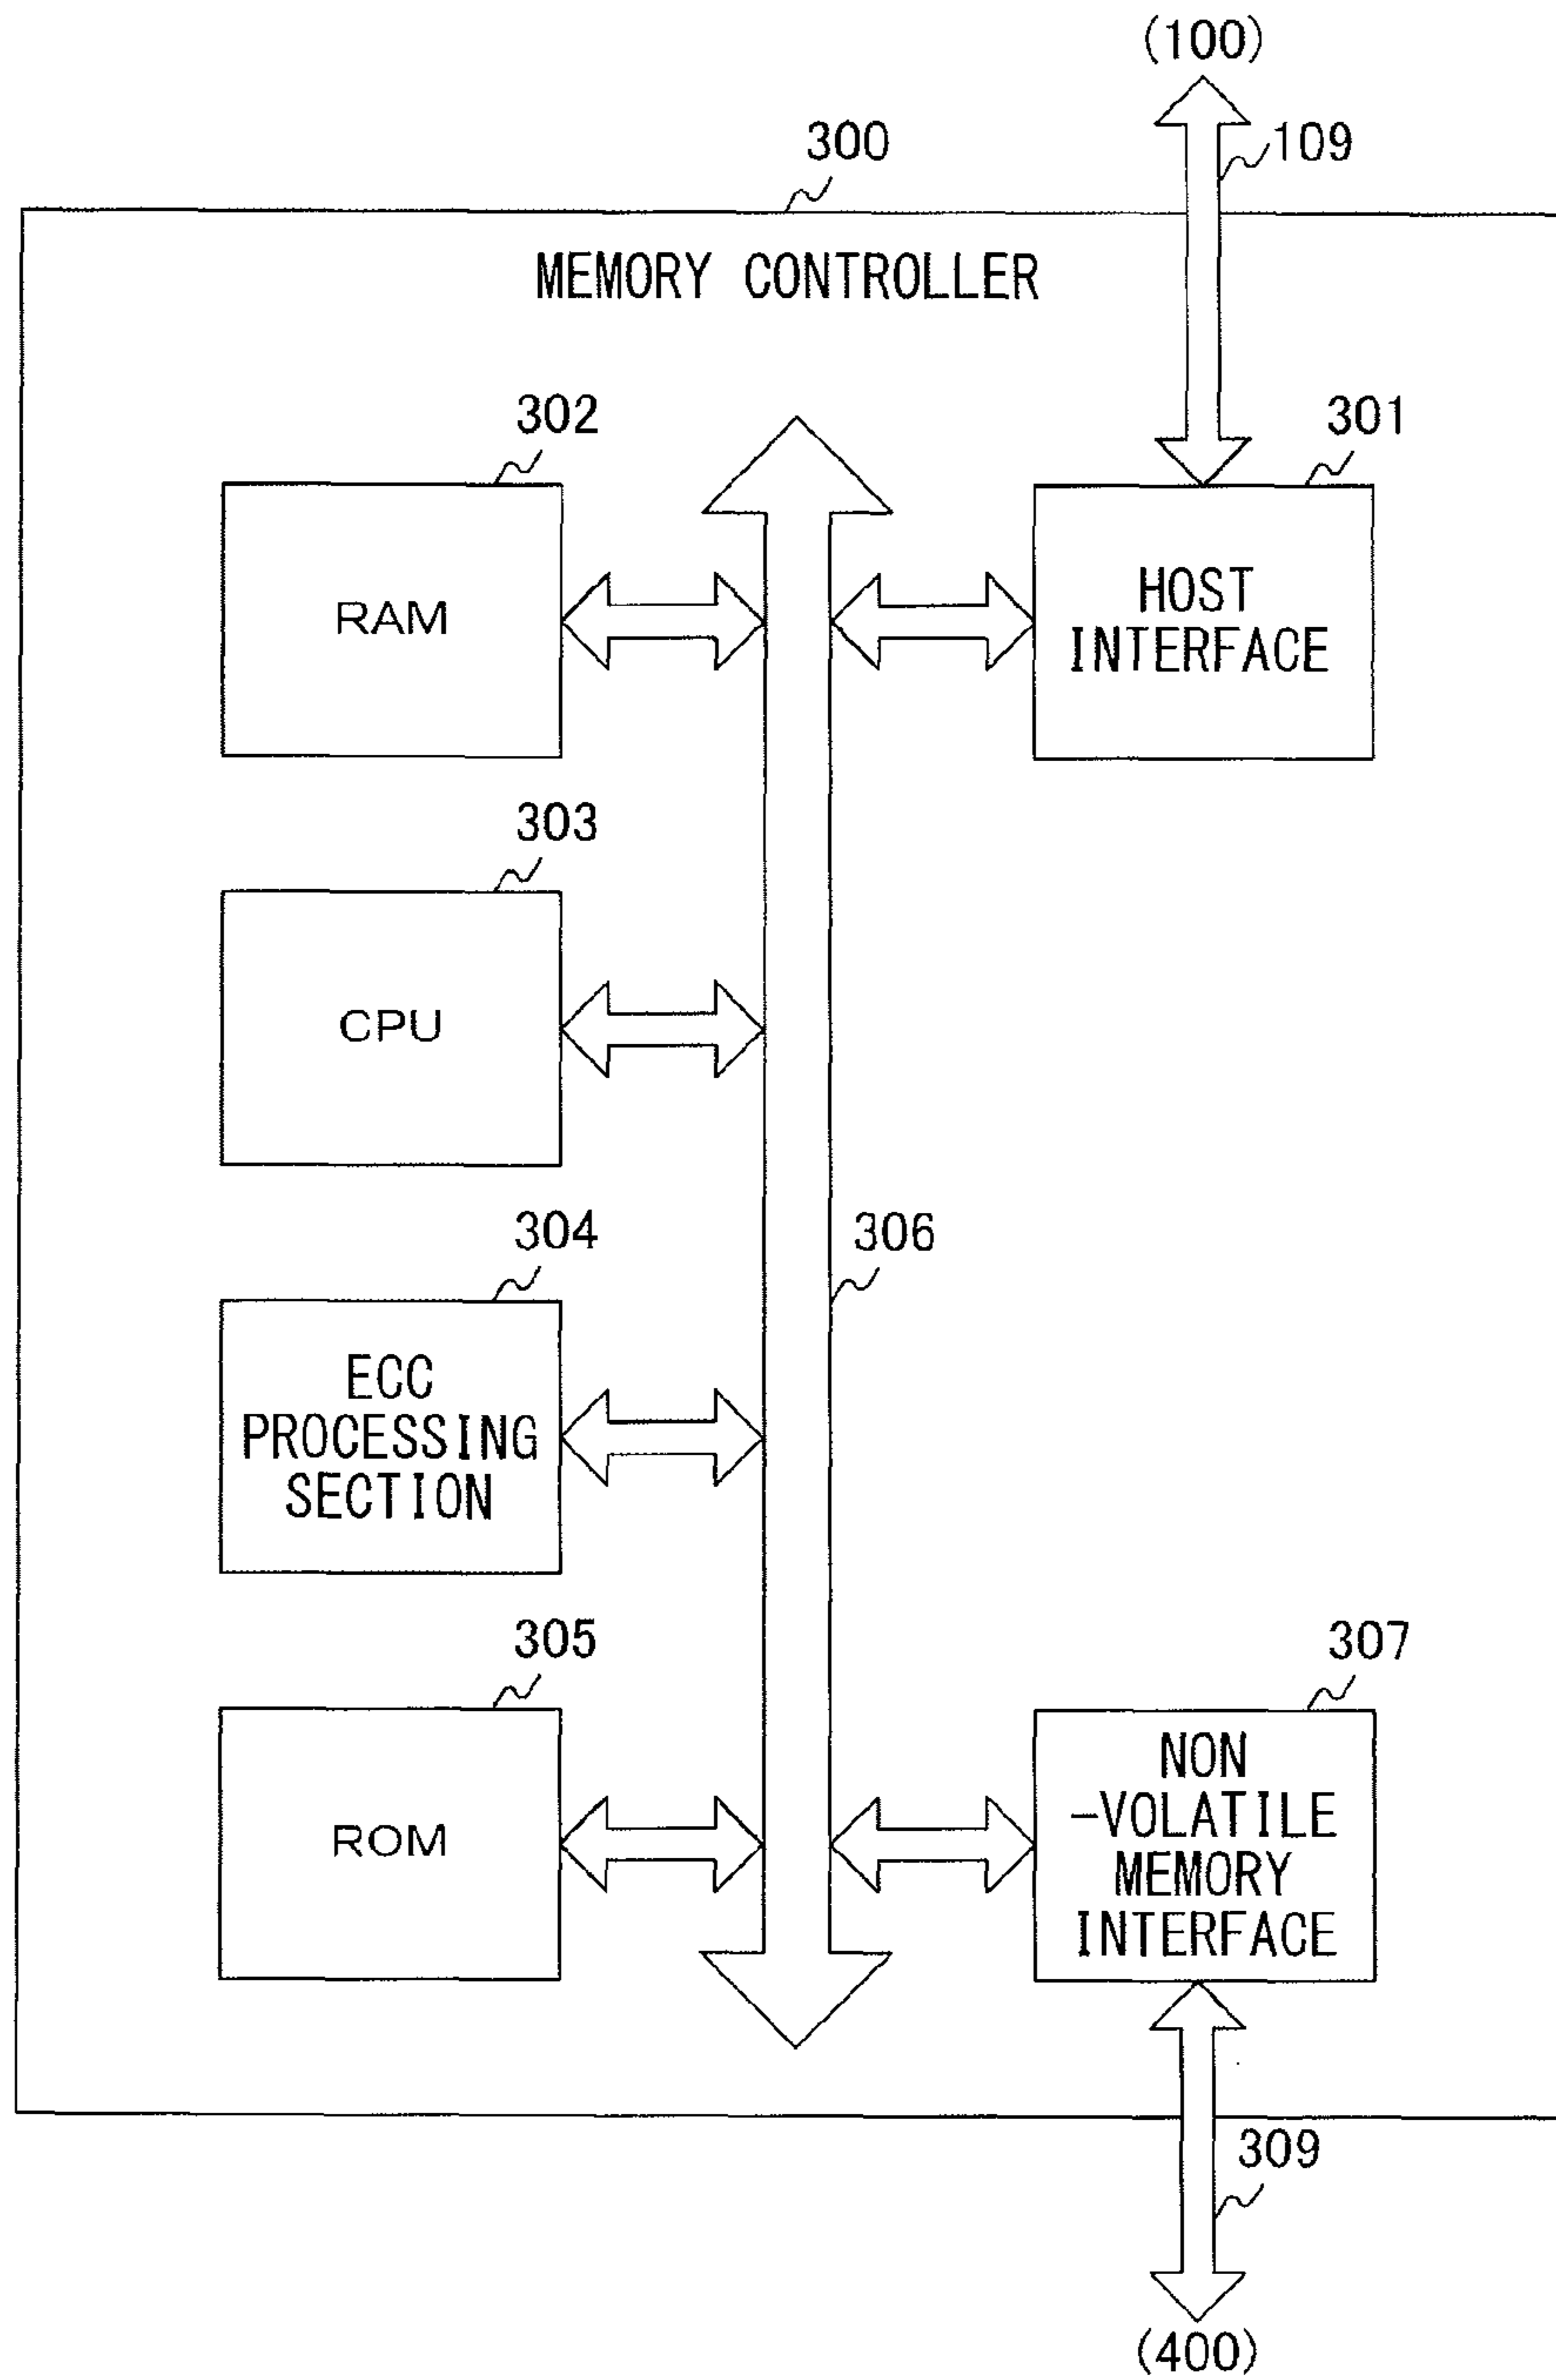 (100)
300
109
MEMORY CONTROLLER
302
301
RAM
HOST
INTERFACE
303
CPU
304
306
ECC
PROCESSING
SECTION
305
307
ROM
NON
-VOLATILE
MEMORY
INTERFACE
309
(400)